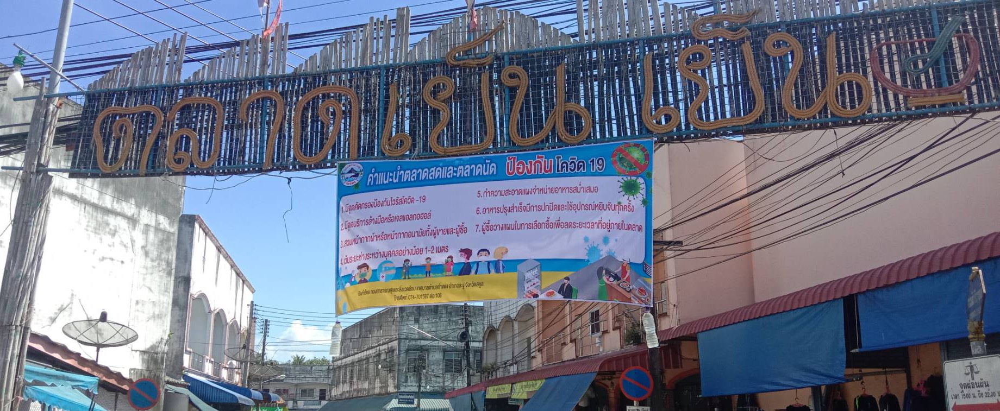 ตลาดเย็น เย็น
คำแนะนำตลาดสดและตลาดนัด ป้องกัน โควิด 19
1.มีจุดคัดกรองป้องกันไวรัสโควิด -19
2.มีจุดบริการล้างมือหรือเจลแอลกอฮอล์
3.สวมหน้ากากผ้าหรือหน้ากากอนามัยทั้งผู้ขายและผู้ซื้อ
4.เว้นระยะห่างระหว่างบุคคลอย่างน้อย 1-2 เมตร
5.ทำความสะอาดแผงจำหน่ายอาหารสม่ำเสมอ
6.อาหารปรุงสำเร็จมีการปกปิดและใช้อุปกรณ์หยิบจับทุกครั้ง
7.ผู้ซื้อวางแผนในการเลือกซื้อเพื่อลดระยะเวลาที่อยู่ภายในตลาด
จัดทำโดย กองสาธารณสุขและสิ่งแวดล้อม เทศบาลตำบลกำแพง อำเภอละงู จังหวัดสตูล
โทรศัพท์ 074-701597 ต่อ 108
จุดผ่อนผัน
เวลา 15.00 น. ถึง 22.00 น.